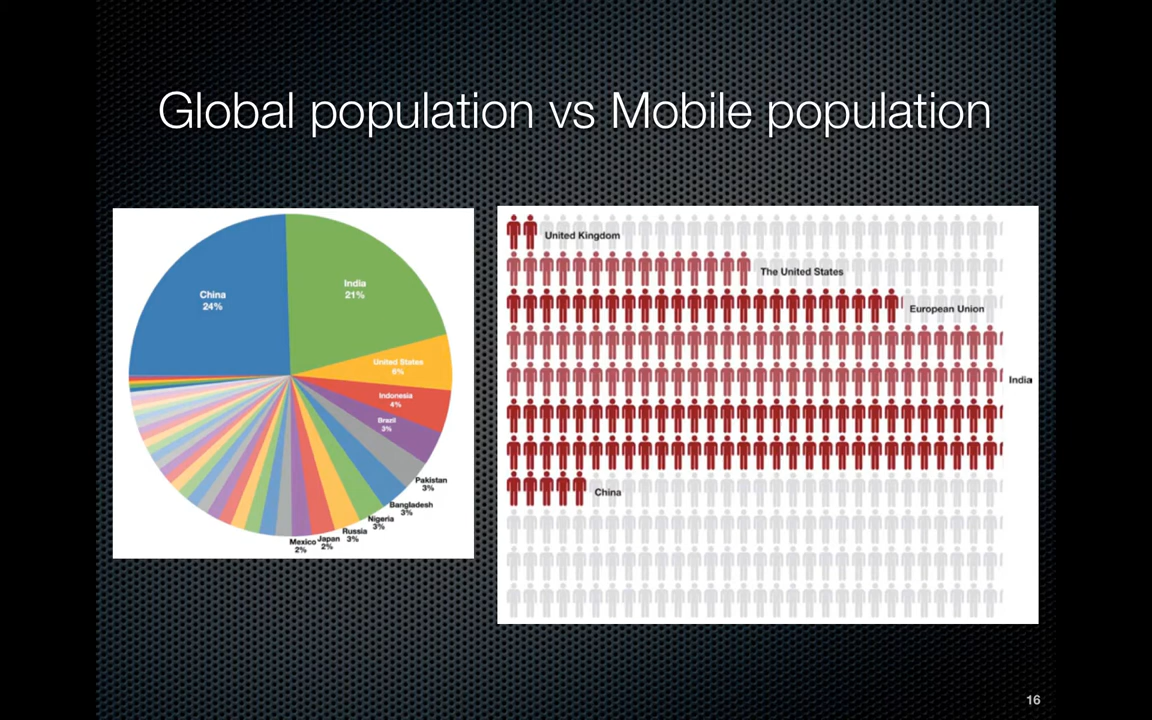 Global population vs Mobile population
China
24%
India
21%
United States
6%
Indonesia
4%
Brazil
3%
Pakistan
3%
Bangladesh
3%
Nigeria
3%
Russia
3%
Japan
2%
Mexico
2%
United Kingdom
The United States
European Union
India
China
16